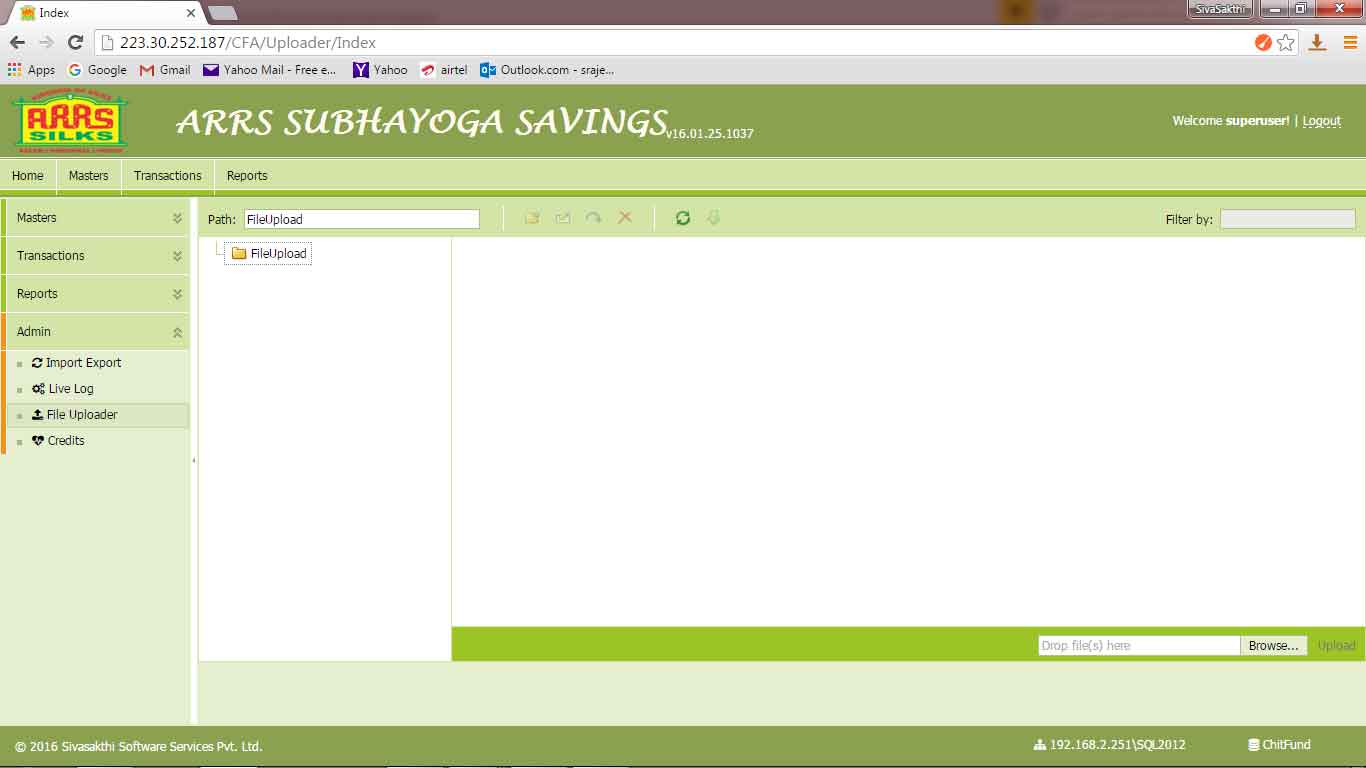 Index
SivaSakthi
223.30.252.187/CFA/Uploader/Index
Apps Google Gmail Yahoo Mail - Free e... Yahoo airtel Outlook.com - sraje...
ARRS
SILKS
ARRS SUBHAYOGA SAVINGS v16.01.25.1037
Welcome superuser! | Logout
Home Masters Transactions Reports
Masters
Transactions
Reports
Admin
Import Export
Live Log
File Uploader
Credits
Path: FileUpload
Filter by:
FileUpload
Drop file(s) here Browse... Upload
© 2016 Sivasakthi Software Services Pvt. Ltd.
192.168.2.251\SQL2012
ChitFund